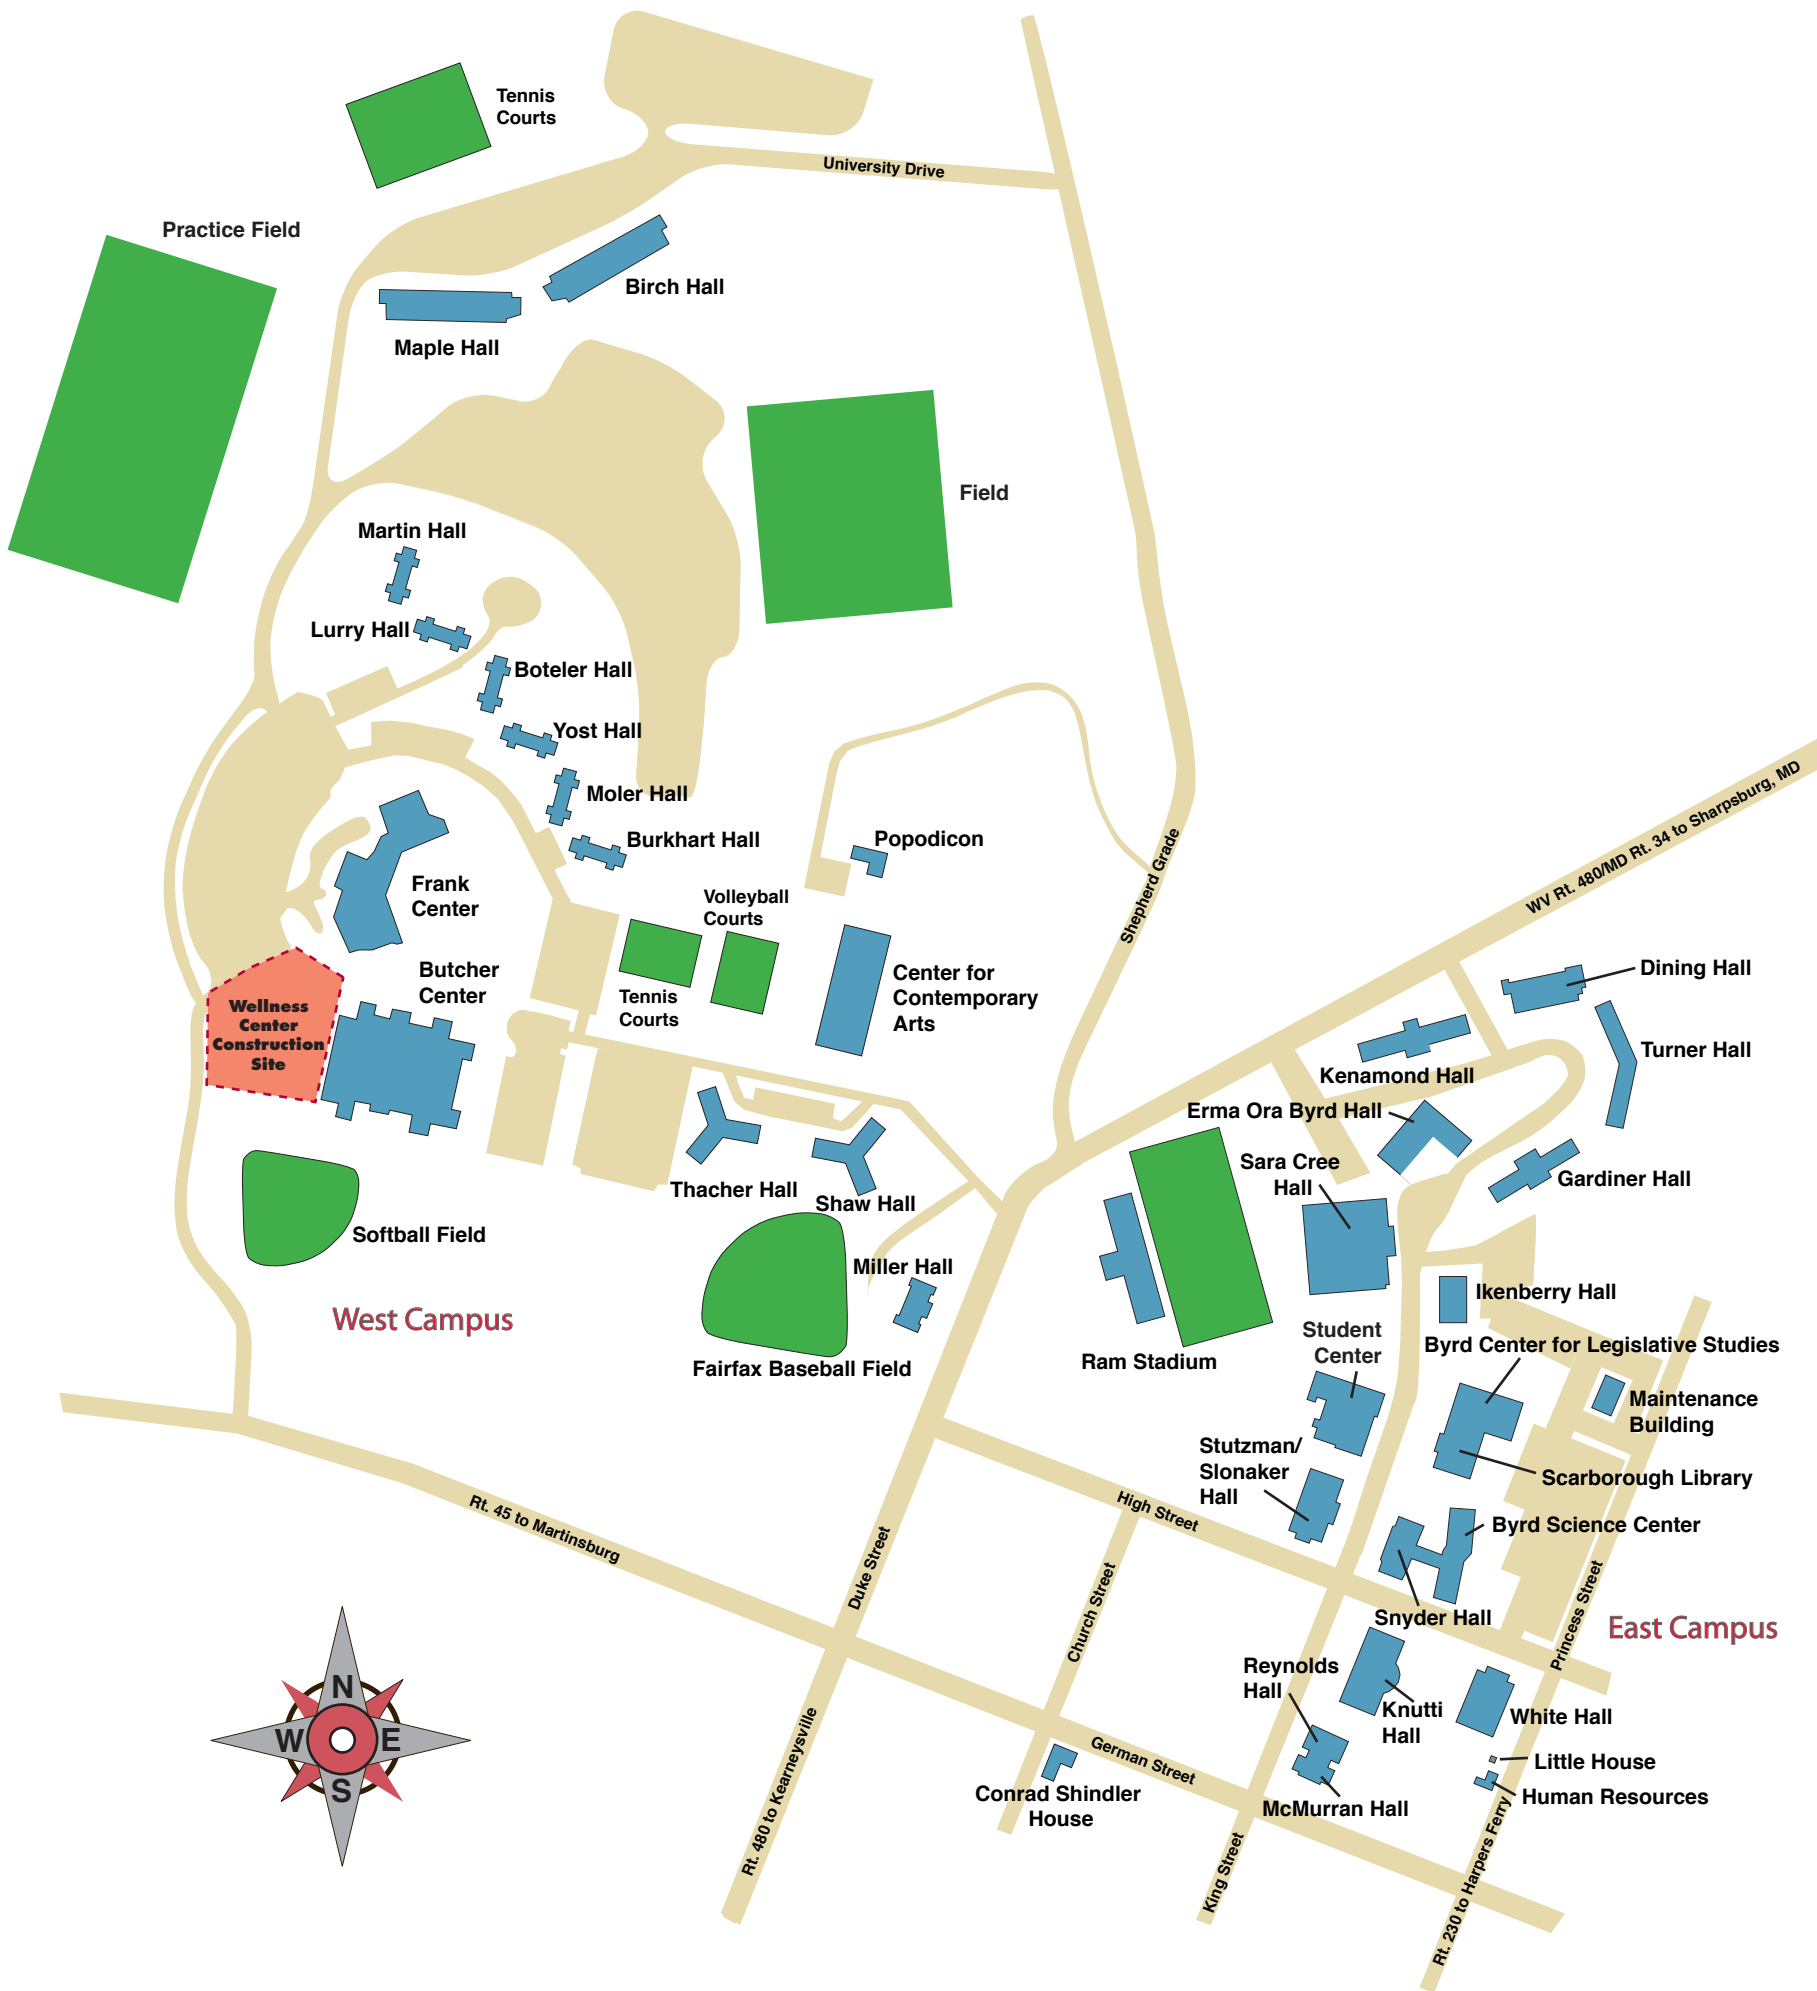 Tennis
Courts
University Drive
Practice Field
Birch Hall
Maple Hall
Field
Martin Hall
Lurry Hall
Boteler Hall
Yost Hall
Moler Hall
Burkhart Hall
Popodicon
Shepherd Grade
WV Rt. 480/MD Rt. 34 to Sharpsburg, MD
Frank
Center
Volleyball
Courts
Butcher
Center
Tennis
Courts
Center for
Contemporary
Arts
Wellness
Center
Construction
Site
Dining Hall
Turner Hall
Kenamond Hall
Erma Ora Byrd Hall
Sara Cree
Hall
Gardiner Hall
Thacher Hall
Shaw Hall
Softball Field
Miller Hall
Ikenberry Hall
West Campus
Student
Center
Byrd Center for Legislative Studies
Ram Stadium
Fairfax Baseball Field
Maintenance
Building
Stutzman/
Slonaker
Hall
Scarborough Library
Rt. 45 to Martinsburg
High Street
Byrd Science Center
Duke Street
Church Street
Snyder Hall
Princess Street
East Campus
Reynolds
Hall
Knutti
Hall
White Hall
N
W
E
S
Rt. 480 to Kearneysville
German Street
Little House
Conrad Shindler
House
McMurran Hall
Human Resources
King Street
Rt. 230 to Harpers Ferry